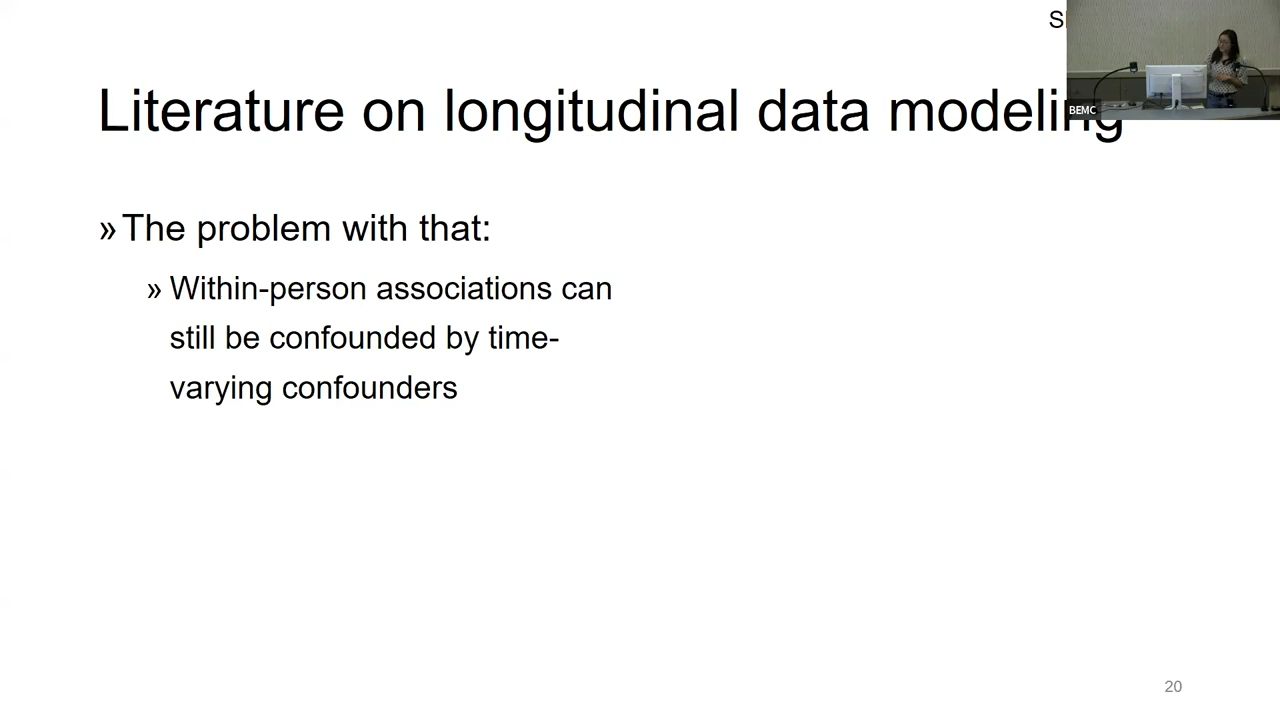 Literature on longitudinal data modeling
BEMC
» The problem with that:
» Within-person associations can
still be confounded by time-
varying confounders
20